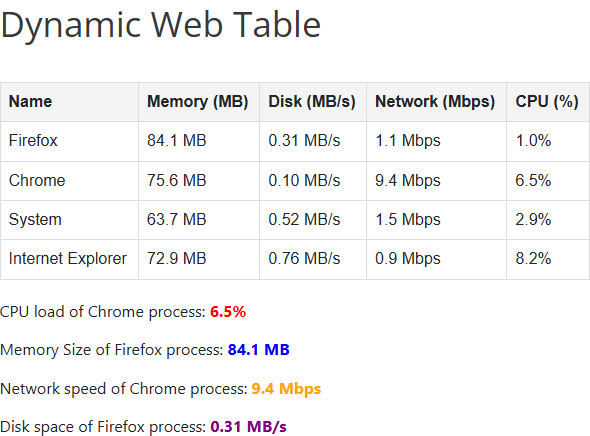 Dynamic Web Table
Name Memory (MB) Disk (MB/s) Network (Mbps) CPU (%)
Firefox 84.1 MB 0.31 MB/s 1.1 Mbps 1.0%
Chrome 75.6 MB 0.10 MB/s 9.4 Mbps 6.5%
System 63.7 MB 0.52 MB/s 1.5 Mbps 2.9%
Internet Explorer 72.9 MB 0.76 MB/s 0.9 Mbps 8.2%
CPU load of Chrome process: 6.5%
Memory Size of Firefox process: 84.1 MB
Network speed of Chrome process: 9.4 Mbps
Disk space of Firefox process: 0.31 MB/s